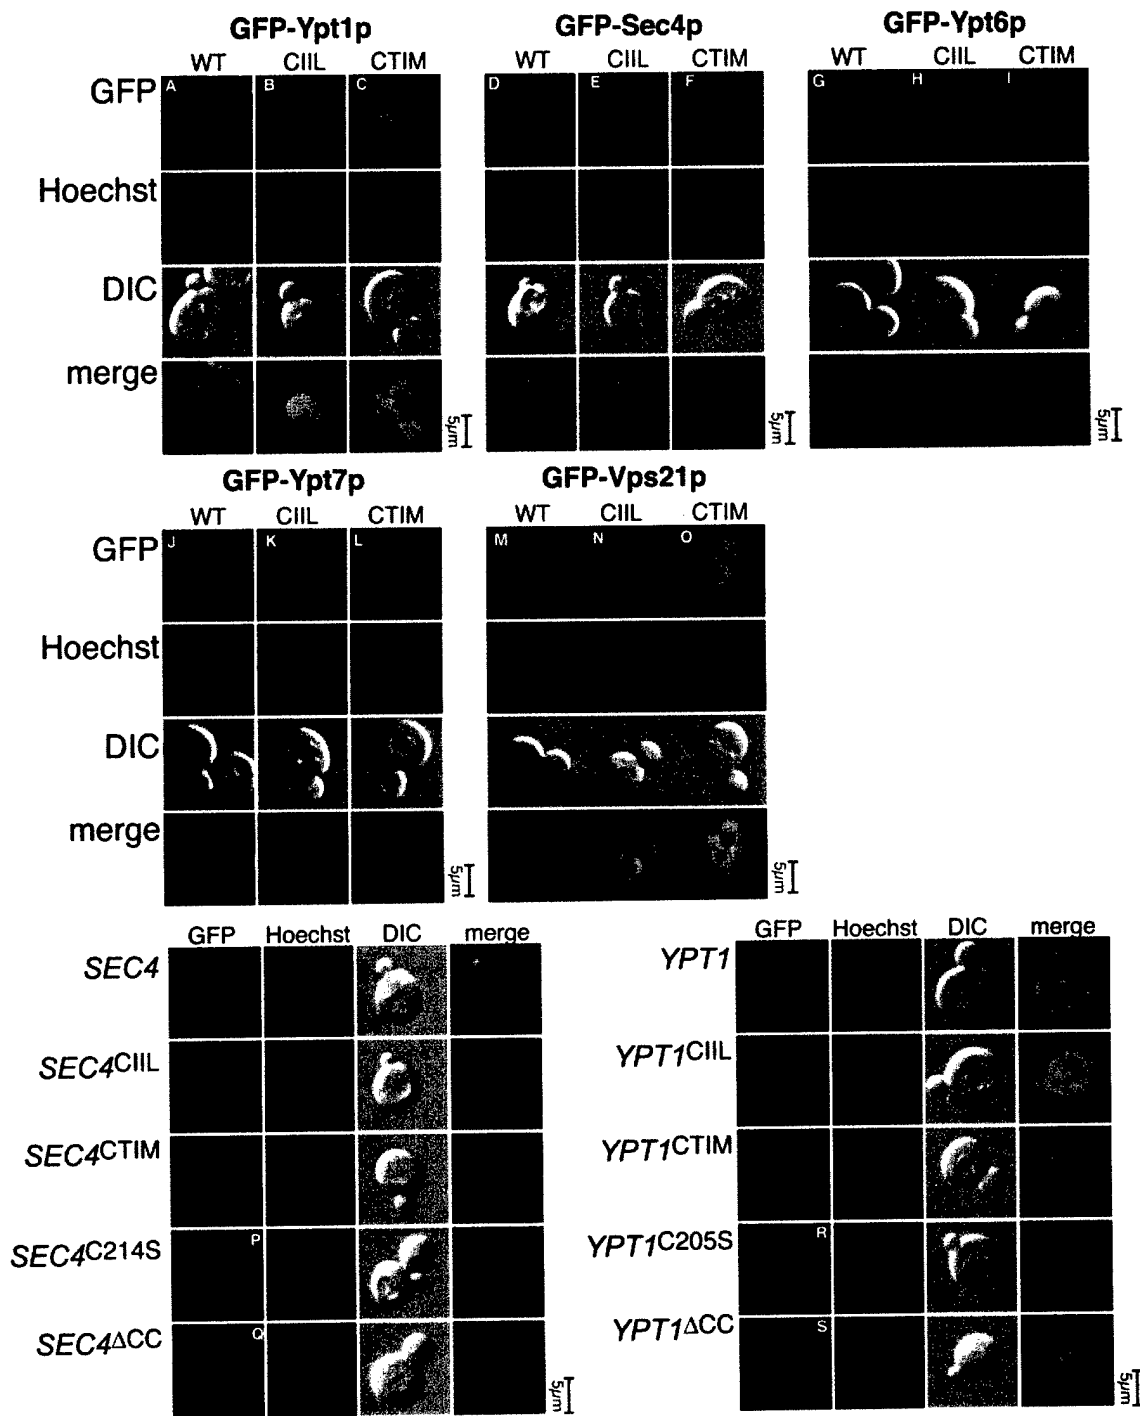 GFP-Ypt1p
GFP-Sec4p
GFP-Ypt6p
WT CIIL CTIM
WT CIIL CTIM
WT CIIL CTIM
GFP
A B C
D E F
G H I
Hoechst
DIC
merge
5µm
5µm
5µm
GFP-Ypt7p
GFP-Vps21p
WT CIIL CTIM
WT CIIL CTIM
GFP
J K L
M N O
Hoechst
DIC
merge
5µm
5µm
GFP Hoechst DIC merge
SEC4
SEC4CIIL
SEC4CTIM
SEC4C214S
P
SEC4ΔCC
Q
5µm
GFP Hoechst DIC merge
YPT1
YPT1CIIL
YPT1CTIM
YPT1C205S
R
YPT1ΔCC
S
5µm